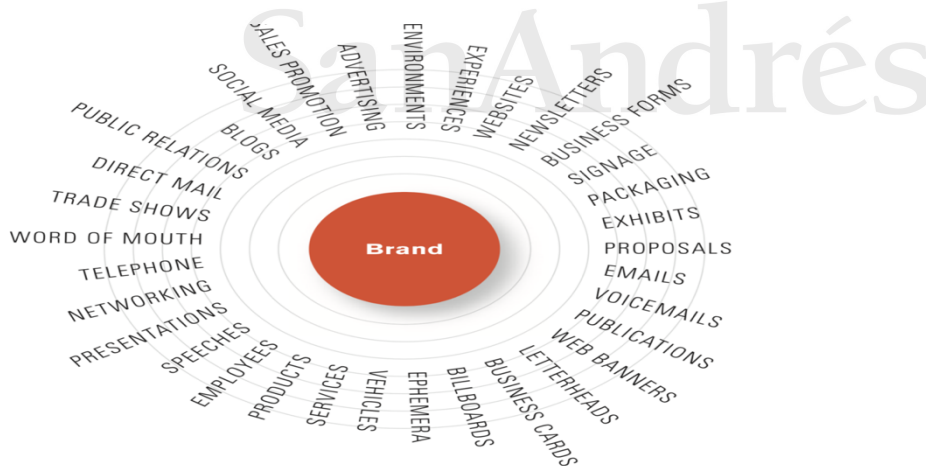 SanAndrés
Brand
ENVIRONMENTS
EXPERIENCES
WEBSITES
NEWSLETTERS
BUSINESS FORMS
SIGNAGE
PACKAGING
EXHIBITS
PROPOSALS
EMAILS
VOICEMAILS
PUBLICATIONS
WEB BANNERS
LETTERHEADS
BUSINESS CARDS
BILLBOARDS
EPHEMERA
VEHICLES
SERVICES
PRODUCTS
EMPLOYEES
SPEECHES
PRESENTATIONS
NETWORKING
TELEPHONE
WORD OF MOUTH
TRADE SHOWS
DIRECT MAIL
PUBLIC RELATIONS
BLOGS
SOCIAL MEDIA
SALES PROMOTION
ADVERTISING